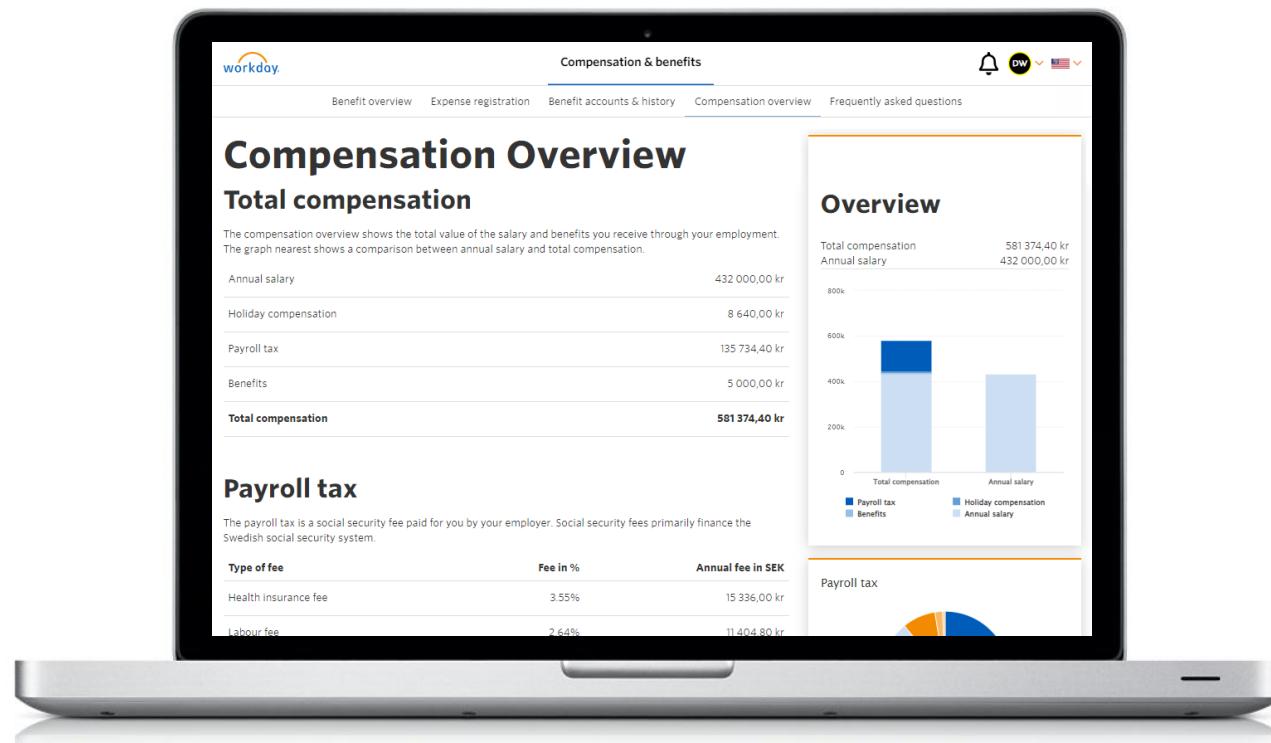 workday.
Compensation & benefits
DW
Benefit overview
Expense registration
Benefit accounts & history
Compensation overview
Frequently asked questions
Compensation Overview
Total compensation
The compensation overview shows the total value of the salary and benefits you receive through your employment.
The graph nearest shows a comparison between annual salary and total compensation.
Annual salary 432 000,00 kr
Holiday compensation 8 640,00 kr
Payroll tax 135 734,40 kr
Benefits 5 000,00 kr
Total compensation 581 374,40 kr
Payroll tax
The payroll tax is a social security fee paid for you by your employer. Social security fees primarily finance the
Swedish social security system.
Type of fee Fee in % Annual fee in SEK
Health insurance fee 3.55% 15 336,00 kr
Labour fee 2.64% 11 404,80 kr
Overview
Total compensation 581 374,40 kr
Annual salary 432 000,00 kr
800k
600k
400k
200k
0
Total compensation Annual salary
Payroll tax Holiday compensation
Benefits Annual salary
Payroll tax